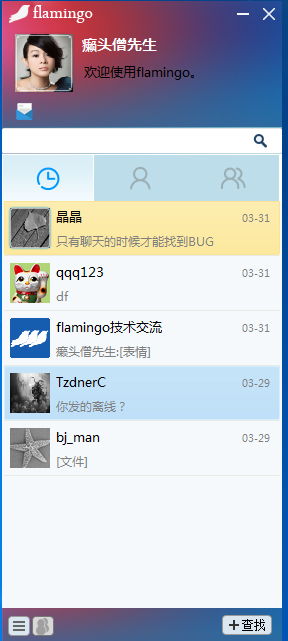 flamingo
癞头僧先生
欢迎使用flamingo。
晶晶 03-31
只有聊天的时候才能找到BUG
qqq123 03-31
df
flamingo技术交流 03-31
癞头僧先生:[表情]
TzdnerC 03-29
你发的离线？
bj_man 03-29
[文件]
查找